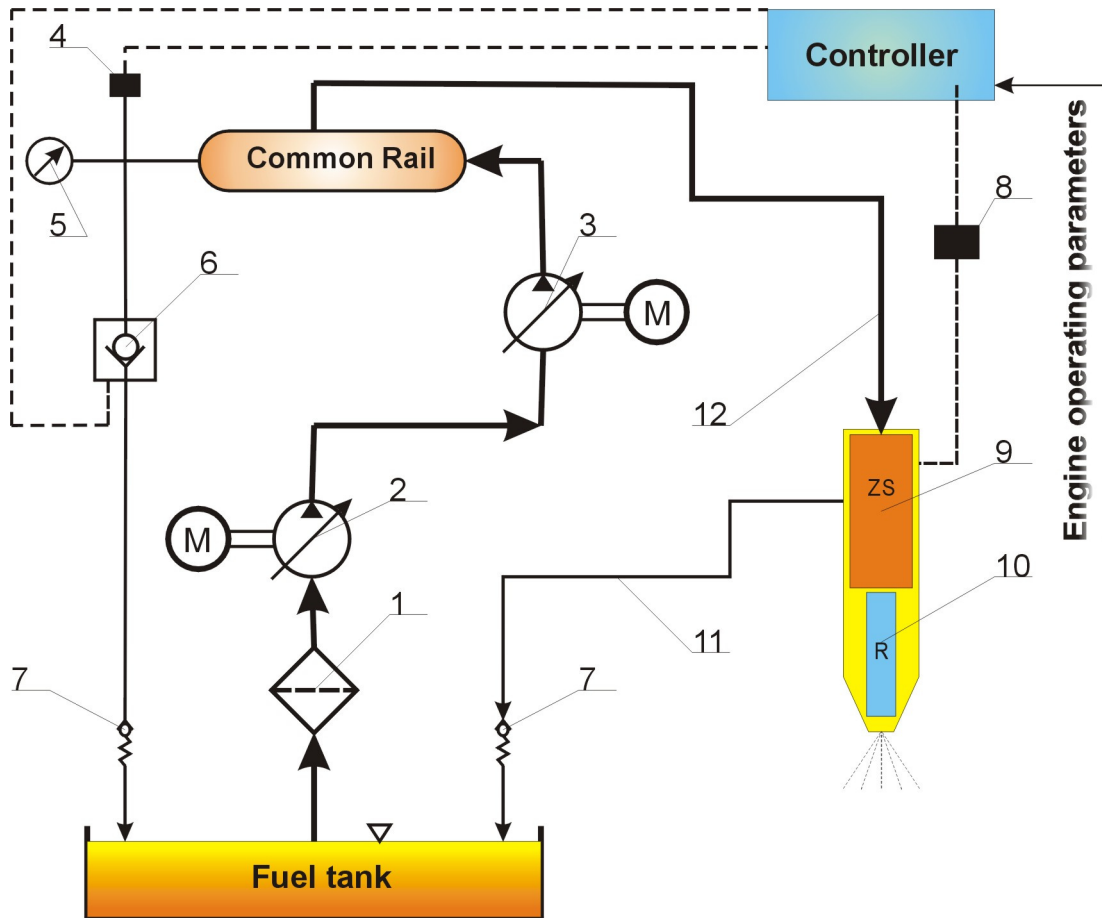 4
Controller
Common Rail
5
3
8
Engine operating parameters
6
M
12
2
9
ZS
M
10
1
11
R
7
7
Fuel tank